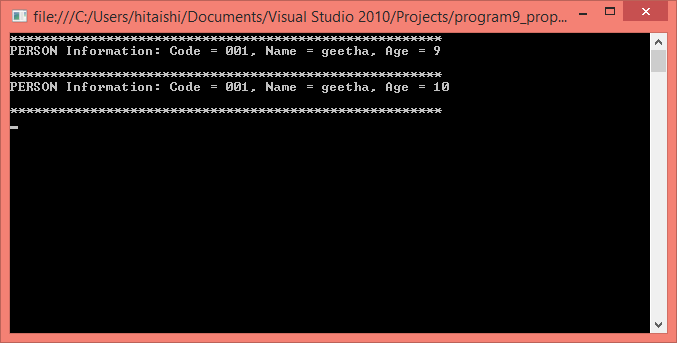 file:///C:/Users/hitaishi/Documents/Visual Studio 2010/Projects/program9_prop...
******************************************************
PERSON Information: Code = 001, Name = geetha, Age = 9
******************************************************
PERSON Information: Code = 001, Name = geetha, Age = 10
******************************************************